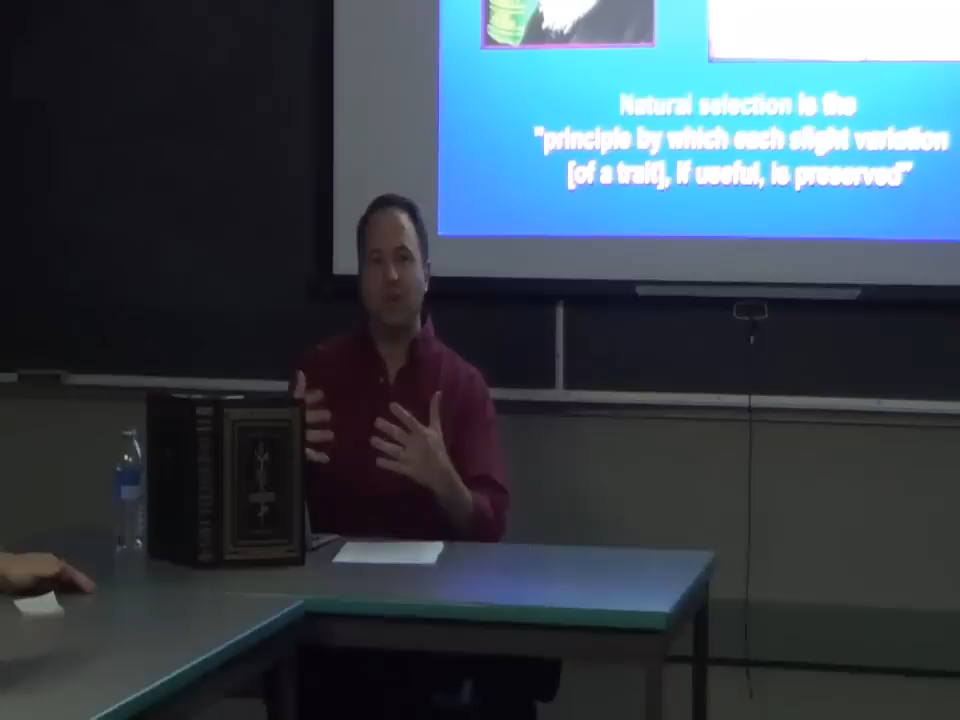 Natural selection is the
"principle by which each slight variation
[of a trait], if useful, is preserved"